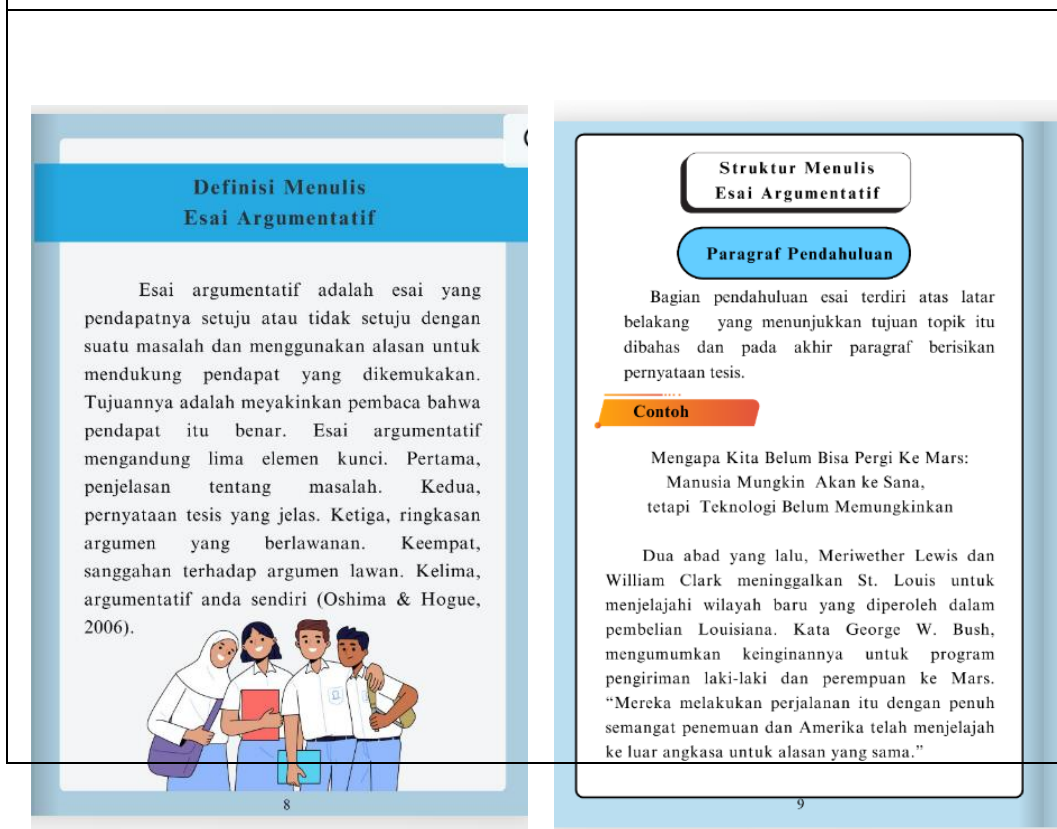 Definisi Menulis
Esai Argumentatif
Esai argumentatif adalah esai yang
pendapatnya setuju atau tidak setuju dengan
suatu masalah dan menggunakan alasan untuk
mendukung pendapat yang dikemukakan.
Tujuannya adalah meyakinkan pembaca bahwa
pendapat itu benar. Esai argumentatif
mengandung lima elemen kunci. Pertama,
penjelasan tentang masalah. Kedua,
pernyataan tesis yang jelas. Ketiga, ringkasan
argumen yang berlawanan. Keempat,
sanggahan terhadap argumen lawan. Kelima,
argumentatif anda sendiri (Oshima & Hogue,
2006).
8
Struktur Menulis
Esai Argumentatif
Paragraf Pendahuluan
Bagian pendahuluan esai terdiri atas latar
belakang yang menunjukkan tujuan topik itu
dibahas dan pada akhir paragraf berisikan
pernyataan tesis.
Contoh
Mengapa Kita Belum Bisa Pergi Ke Mars:
Manusia Mungkin Akan ke Sana,
tetapi Teknologi Belum Memungkinkan
Dua abad yang lalu, Meriwether Lewis dan
William Clark meninggalkan St. Louis untuk
menjelajahi wilayah baru yang diperoleh dalam
pembelian Louisiana. Kata George W. Bush,
mengumumkan keinginannya untuk program
pengiriman laki-laki dan perempuan ke Mars.
“Mereka melakukan perjalanan itu dengan penuh
semangat penemuan dan Amerika telah menjelajah
ke luar angkasa untuk alasan yang sama.”
9